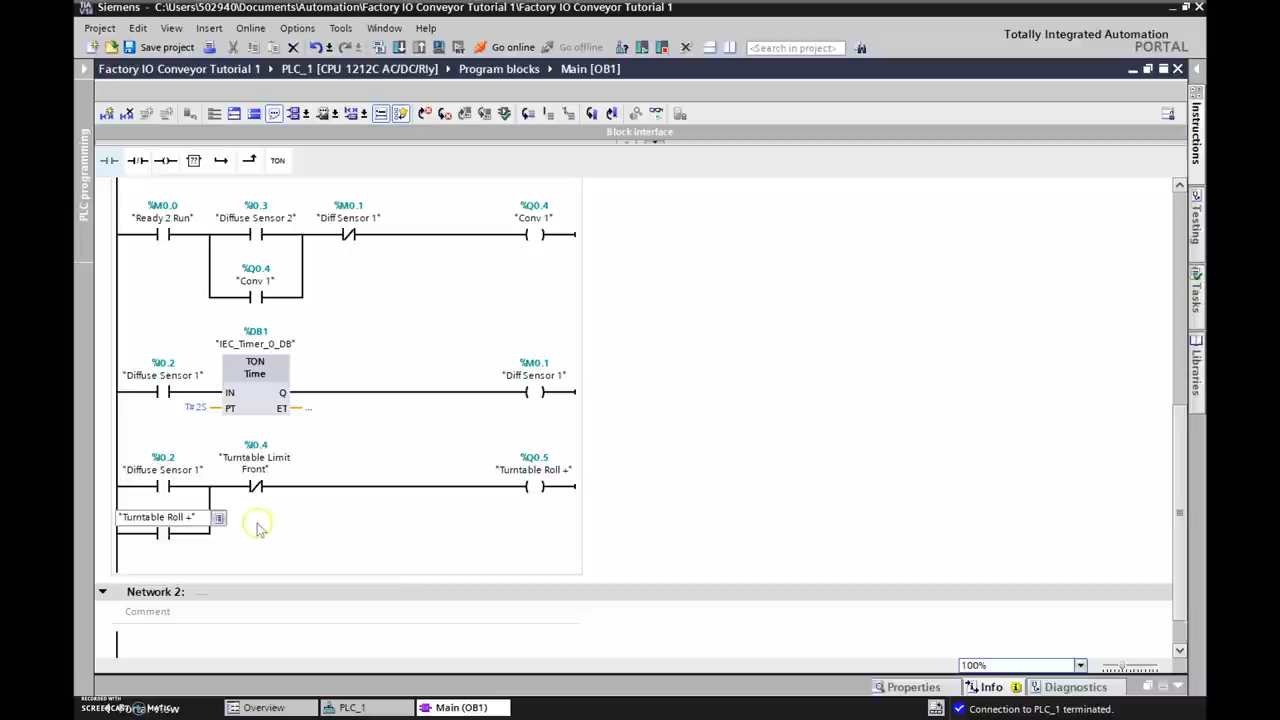 Siemens - C:\Users\502940\Documents\Automation\Factory IO Conveyor Tutorial 1\Factory IO Conveyor Tutorial 1
TIA
V14
Project Edit View Insert Online Options Tools Window Help
Totally Integrated Automation
PORTAL
Save project Go online Go offline <Search in project>
Factory IO Conveyor Tutorial 1 PLC_1 [CPU 1212C AC/DC/Rly] Program blocks Main [OB1]
Block interface
TON
PLC programming
Instructions
Testing
Tasks
Libraries
%M0.0 %I0.3 %M0.1 %Q0.4
"Ready 2 Run" "Diffuse Sensor 2" "Diff Sensor 1" "Conv 1"
%Q0.4
"Conv 1"
%DB1
"IEC_Timer_0_DB"
%I0.2 TON %M0.1
"Diffuse Sensor 1" Time "Diff Sensor 1"
IN Q
T#2S PT ET ...
%I0.4
%I0.2 "Turntable Limit Front" %Q0.5
"Diffuse Sensor 1" "Turntable Roll +"
"Turntable Roll +"
Network 2:
Comment
100%
Properties Info Diagnostics
RECORDED WITH
SCREENCAST MATIC
Overview PLC_1 Main (OB1) Connection to PLC_1 terminated.